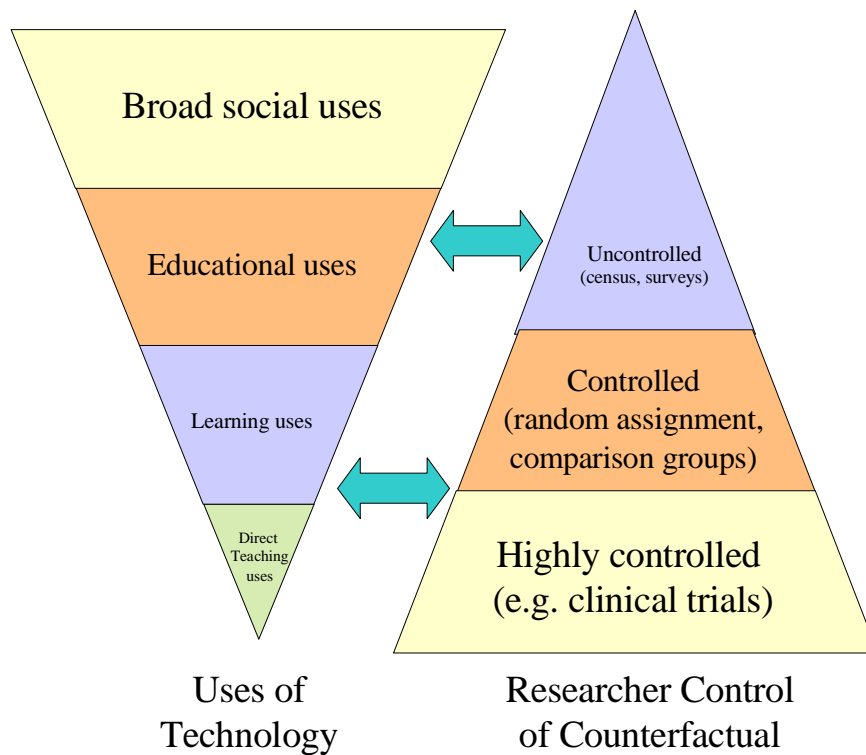 Broad social uses
Educational uses
Learning uses
Direct
Teaching
uses
Uses of
Technology
Uncontrolled
(census, surveys)
Controlled
(random assignment,
comparison groups)
Highly controlled
(e.g. clinical trials)
Researcher Control
of Counterfactual